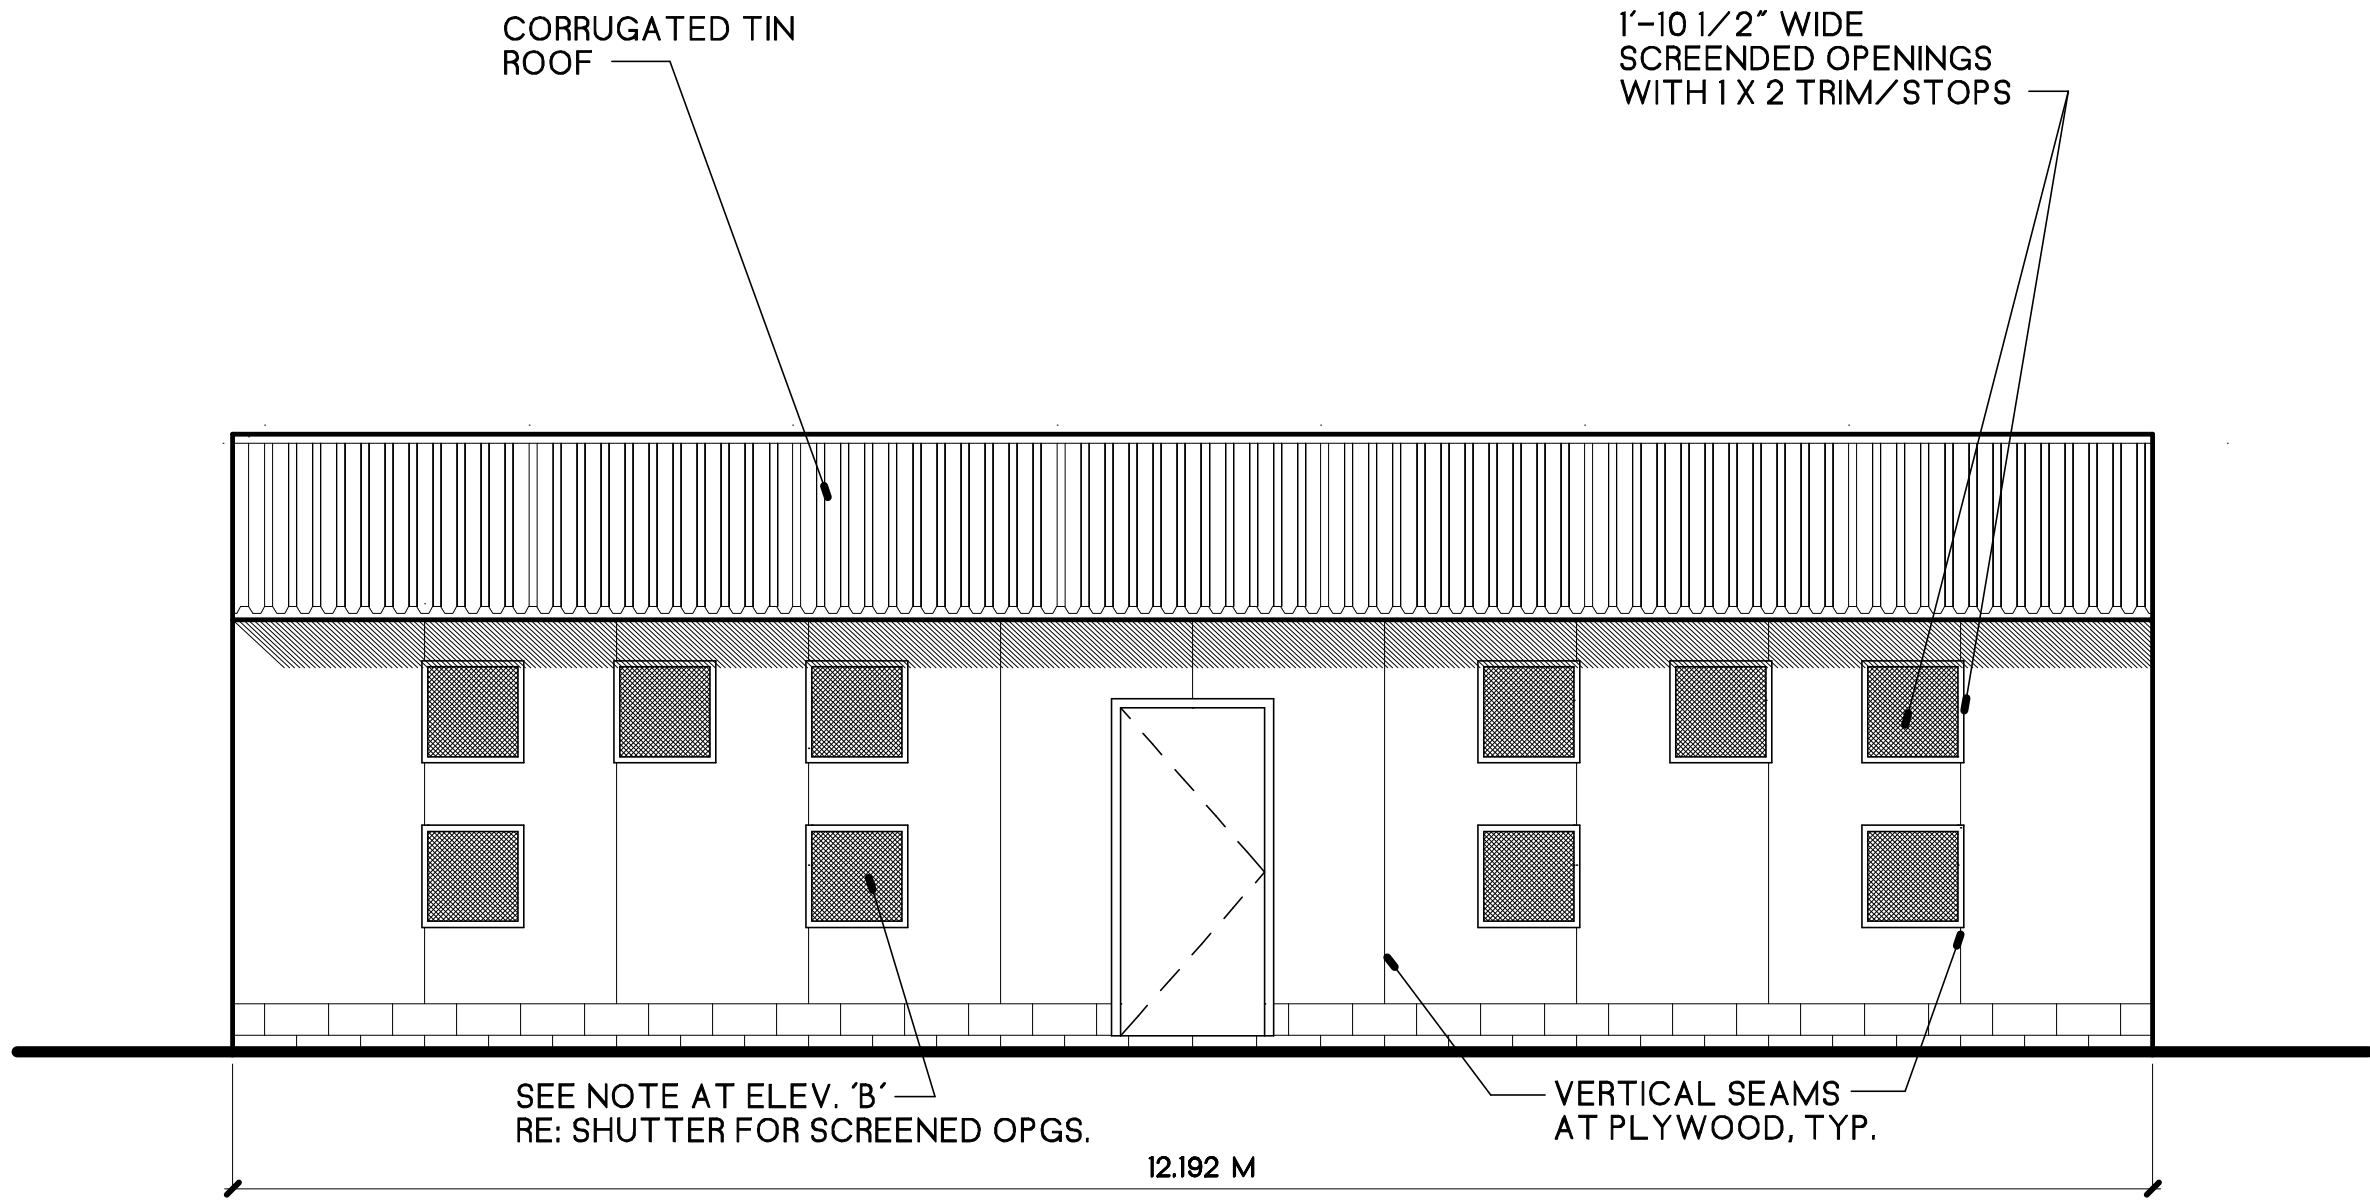 CORRUGATED TIN
ROOF
1'-10 1/2" WIDE
SCREENDED OPENINGS
WITH 1 X 2 TRIM/STOPS
SEE NOTE AT ELEV. 'B'
RE: SHUTTER FOR SCREENED OPGS.
VERTICAL SEAMS
AT PLYWOOD, TYP.
12.192 M